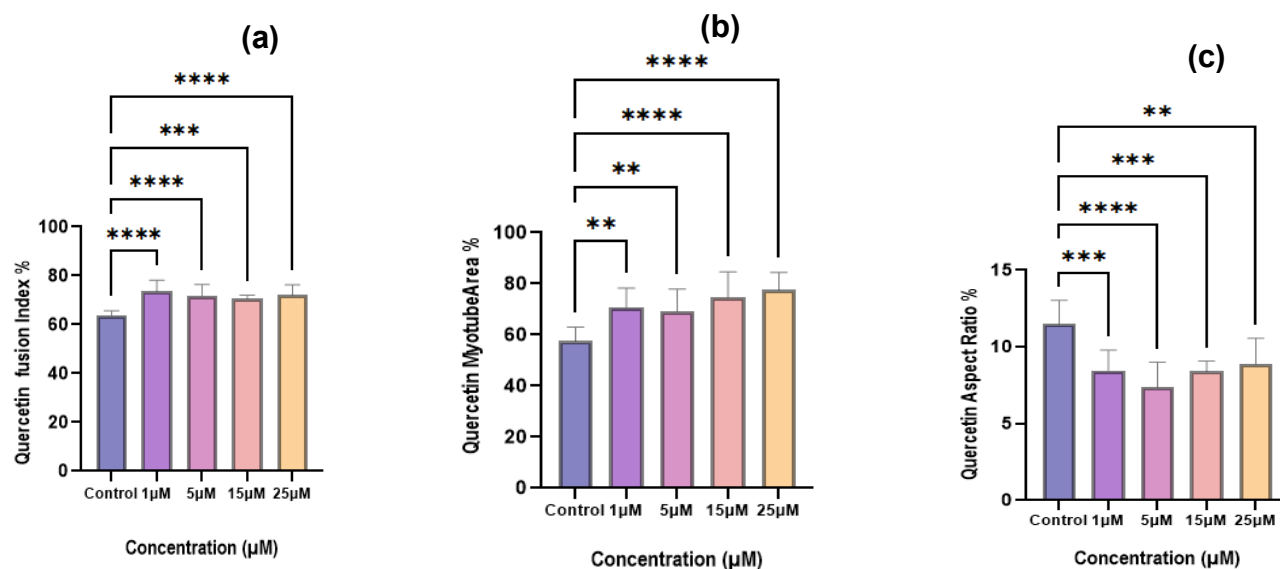 (a)
****
***
****
****
Quercetin fusion Index %
100
80
60
40
20
0
Control 1µM 5µM 15µM 25µM
Concentration (µM)
(b)
****
****
**
**
Quercetin MyotubeArea %
100
80
60
40
20
0
Control 1µM 5µM 15µM 25µM
Concentration (µM)
(c)
**
***
****
***
Quercetin Aspect Ratio %
15
10
5
0
Control 1µM 5µM 15µM 25µM
Concentration (µM)